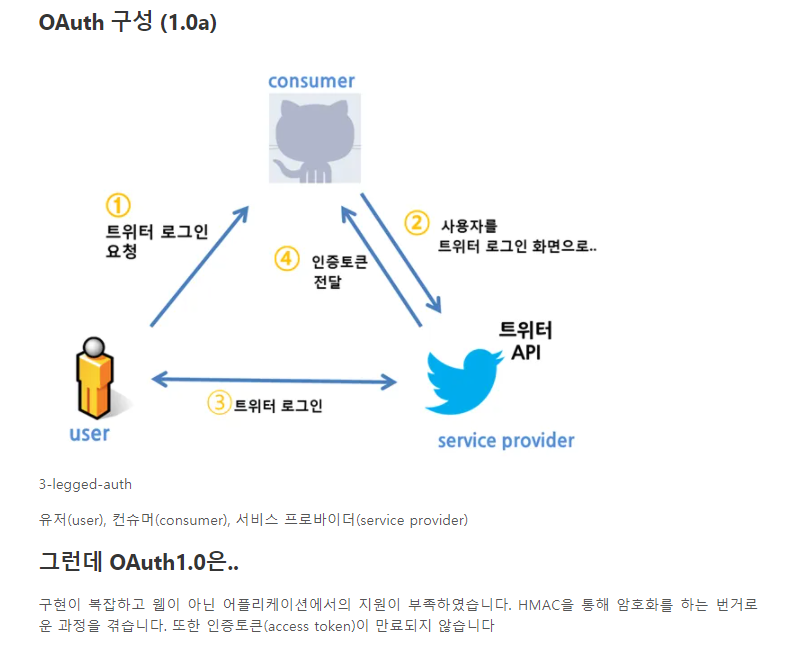 OAuth 구성 (1.0a)
consumer
①
트위터 로그인
요청
②
사용자를
트위터 로그인 화면으로..
④
인증토큰
전달
트위터
API
③
트위터 로그인
user
service provider
3-legged-auth
유저(user), 컨슈머(consumer), 서비스 프로바이더(service provider)
그런데 OAuth1.0은..
구현이 복잡하고 웹이 아닌 어플리케이션에서의 지원이 부족하였습니다. HMAC을 통해 암호화를 하는 번거로
운 과정을 겪습니다. 또한 인증토큰(access token)이 만료되지 않습니다